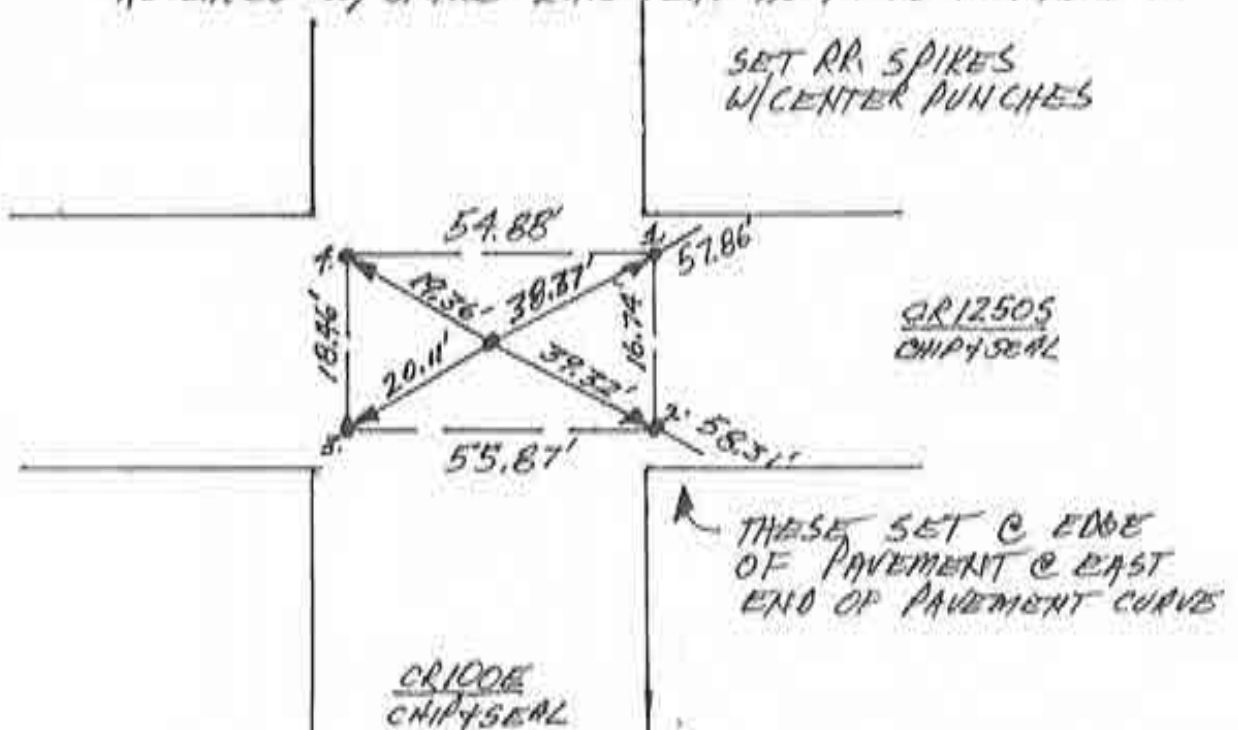 SET RR. SPIKES
W/CENTER PUNCHES
54.88'
1.
57.86'
4.
19.36'
38.37'
18.86'
16.74'
CR1250S
CHIP&SEAL
20.11'
39.32'
2.
58.31'
3.
55.87'
THESE SET @ EDGE
OF PAVEMENT @ EAST
END OF PAVEMENT CURVE
CR100E
CHIP&SEAL